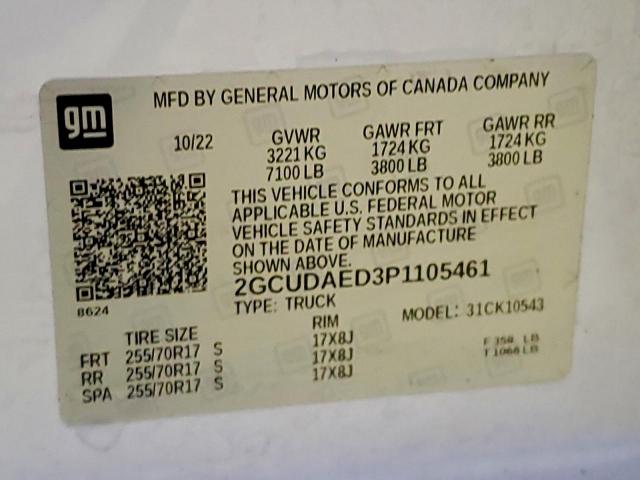 gm
MFD BY GENERAL MOTORS OF CANADA COMPANY
10/22 GVWR GAWR FRT GAWR RR
3221 KG 1724 KG 1724 KG
7100 LB 3800 LB 3800 LB
THIS VEHICLE CONFORMS TO ALL
APPLICABLE U.S. FEDERAL MOTOR
VEHICLE SAFETY STANDARDS IN EFFECT
ON THE DATE OF MANUFACTURE
SHOWN ABOVE.
2GCUDAED3P1105461
8624
TYPE: TRUCK MODEL: 31CK10543
TIRE SIZE RIM
FRT 255/70R17 S 17X8J
RR 255/70R17 S 17X8J
SPA 255/70R17 S 17X8J
F LB
T LB